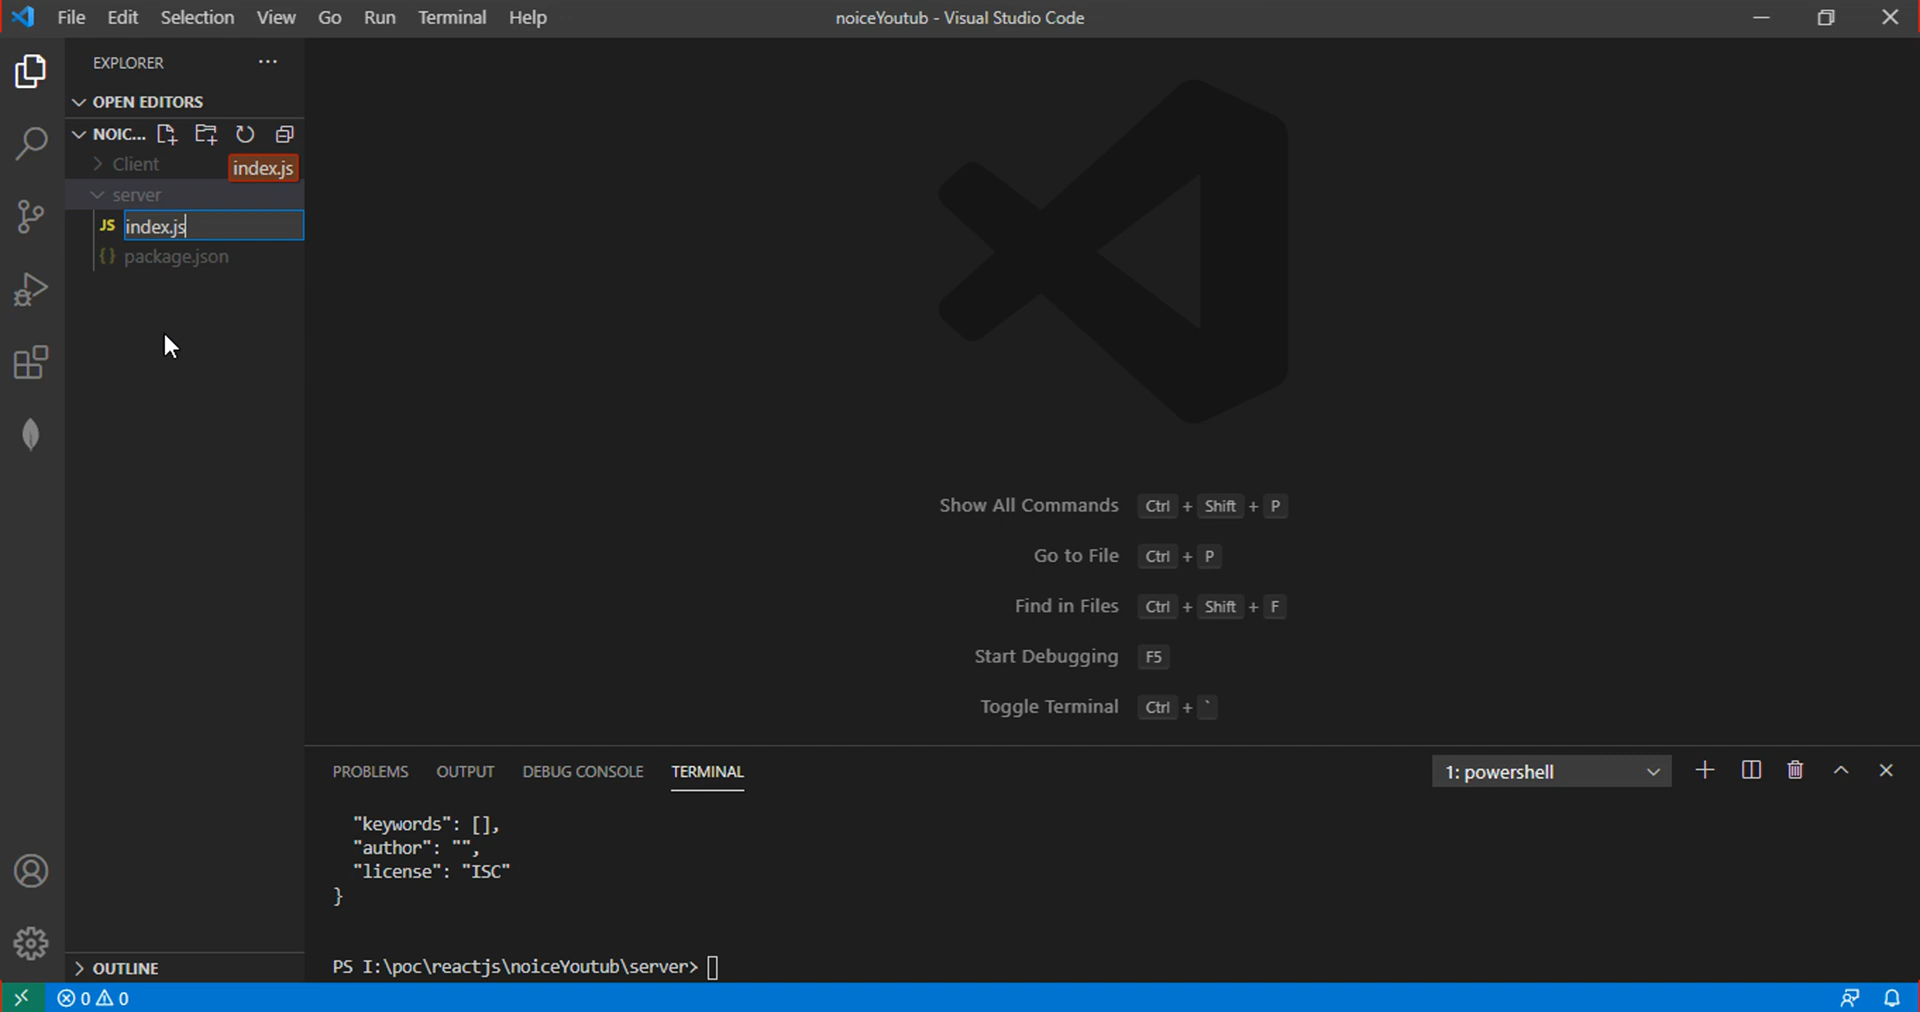 File Edit Selection View Go Run Terminal Help
noiceYoutub - Visual Studio Code
EXPLORER
OPEN EDITORS
NOIC...
Client
index.js
server
JS index.js
{} package.json
Show All Commands Ctrl + Shift + P
Go to File Ctrl + P
Find in Files Ctrl + Shift + F
Start Debugging F5
Toggle Terminal Ctrl + `
PROBLEMS OUTPUT DEBUG CONSOLE TERMINAL
1: powershell
"keywords": [],
"author": "",
"license": "ISC"
}
PS I:\poc\reactjs\noiceYoutub\server>
OUTLINE
0 0